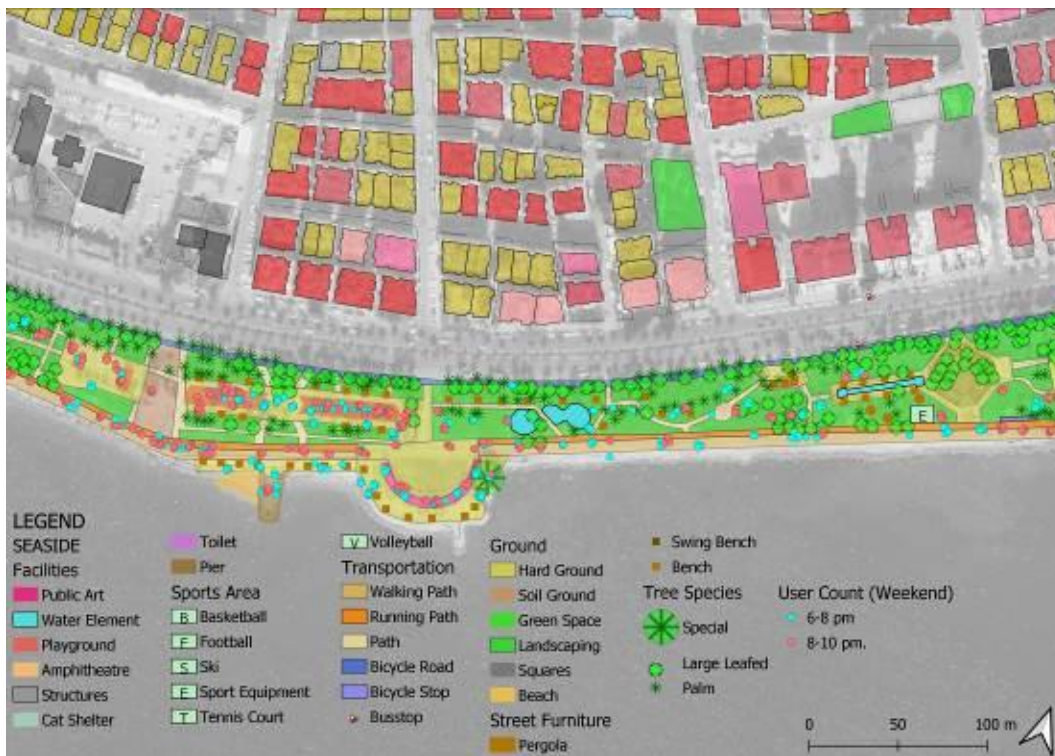 E
LEGEND
SEASIDE
Facilities
Public Art
Water Element
Playground
Amphitheatre
Structures
Cat Shelter
Toilet
Pier
Sports Area
B Basketball
F Football
S Ski
E Sport Equipment
T Tennis Court
V Volleyball
Transportation
Walking Path
Running Path
Path
Bicycle Road
Bicycle Stop
Busstop
Ground
Hard Ground
Soil Ground
Green Space
Landscaping
Squares
Beach
Street Furniture
Pergola
Swing Bench
Bench
Tree Species
Special
Large Leafed
Palm
User Count (Weekend)
6-8 pm
8-10 pm.
0 50 100 m